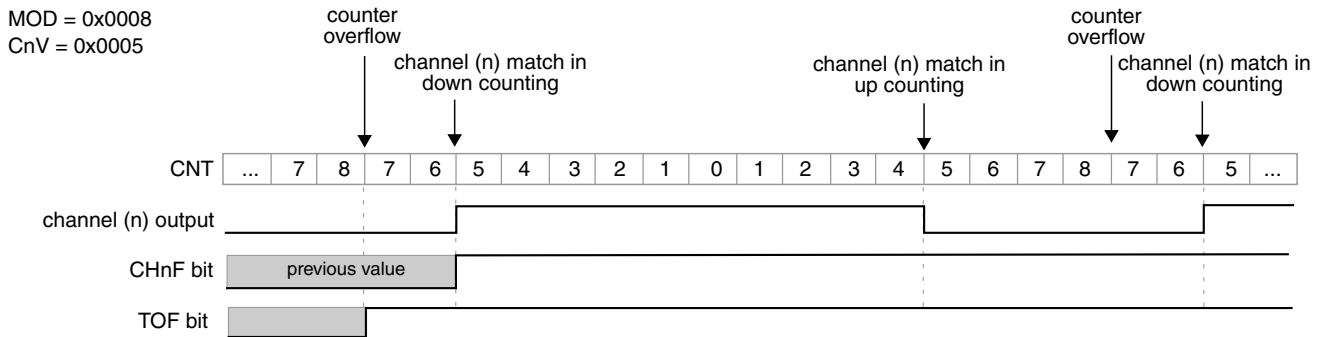 MOD = 0x0008
CnV = 0x0005
counter
overflow
channel (n) match in
down counting
channel (n) match in
up counting
counter
overflow
channel (n) match in
down counting
CNT ... 7 8 7 6 5 4 3 2 1 0 1 2 3 4 5 6 7 8 7 6 5 ...
channel (n) output
CHnF bit previous value
TOF bit